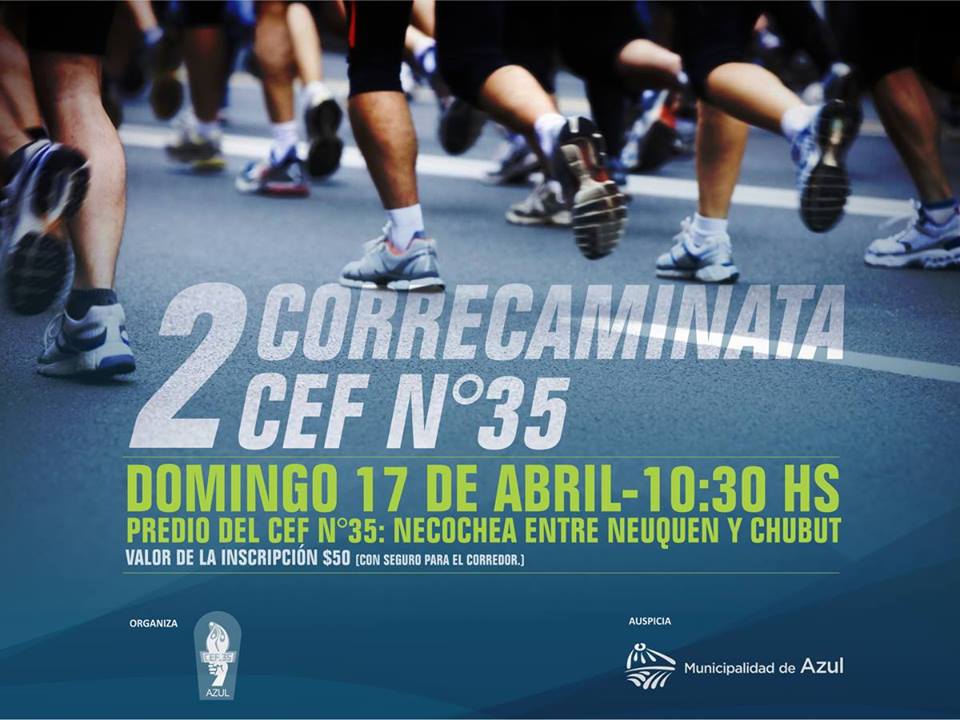 2 CORRECAMINATA
CEF N°35
DOMINGO 17 DE ABRIL-10:30 HS
PREDIO DEL CEF N°35: NECOCHEA ENTRE NEUQUEN Y CHUBUT
VALOR DE LA INSCRIPCIÓN $50 (CON SEGURO PARA EL CORREDOR.)
ORGANIZA
CEF 35
AZUL
AUSPICIA
Municipalidad de Azul